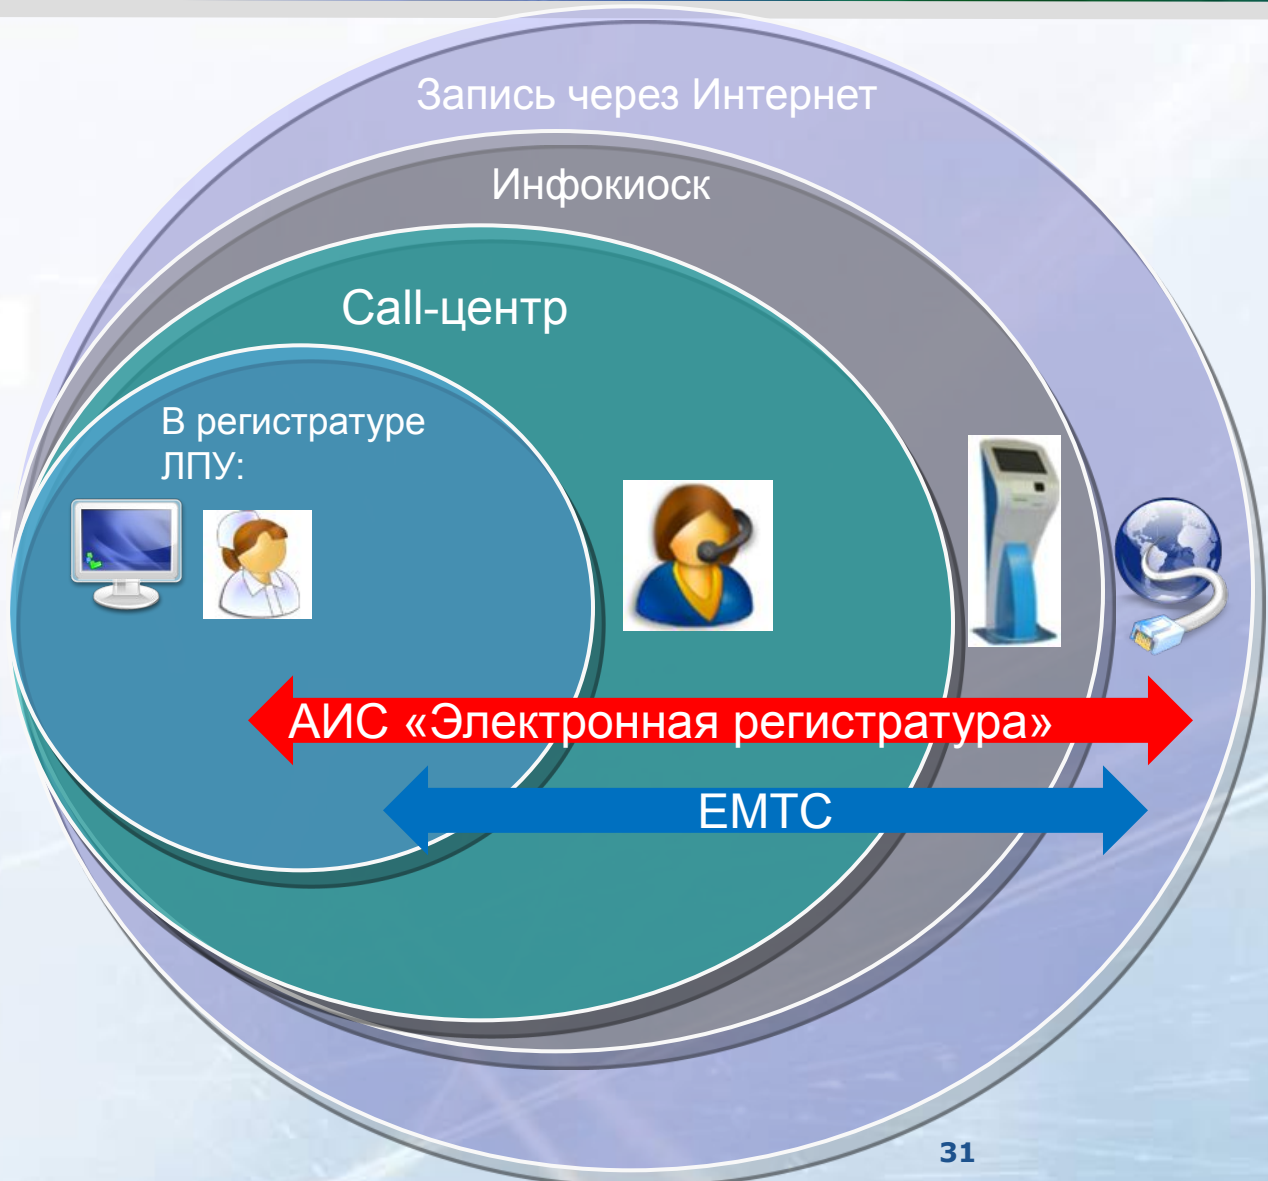 Запись через Интернет
Инфокиоск
Call-центр
В регистратуре
ЛПУ:
АИС «Электронная регистратура»
ЕМТС
31